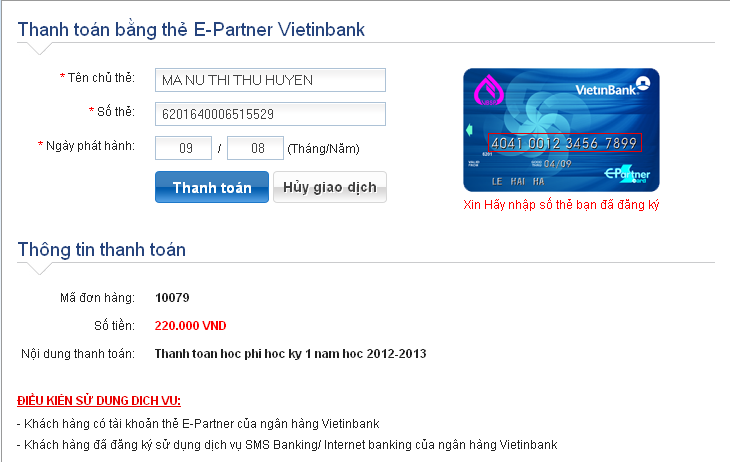 Thanh toán bằng thẻ E-Partner Vietinbank
* Tên chủ thẻ: MA NU THI THU HUYEN
* Số thẻ: 6201640006515529
* Ngày phát hành: 09 / 08 (Tháng/Năm)
Thanh toán Hủy giao dịch
VietinBank
4041 0012 3456 7899
04/09
LE HAI HA
E-Partner
Xin Hãy nhập số thẻ bạn đã đăng ký
Thông tin thanh toán
Mã đơn hàng: 10079
Số tiền: 220.000 VND
Nội dung thanh toán: Thanh toan hoc phi hoc ky 1 nam hoc 2012-2013
ĐIỀU KIỆN SỬ DỤNG DỊCH VỤ:
- Khách hàng có tài khoản thẻ E-Partner của ngân hàng Vietinbank
- Khách hàng đã đăng ký sử dụng dịch vụ SMS Banking/ Internet banking của ngân hàng Vietinbank